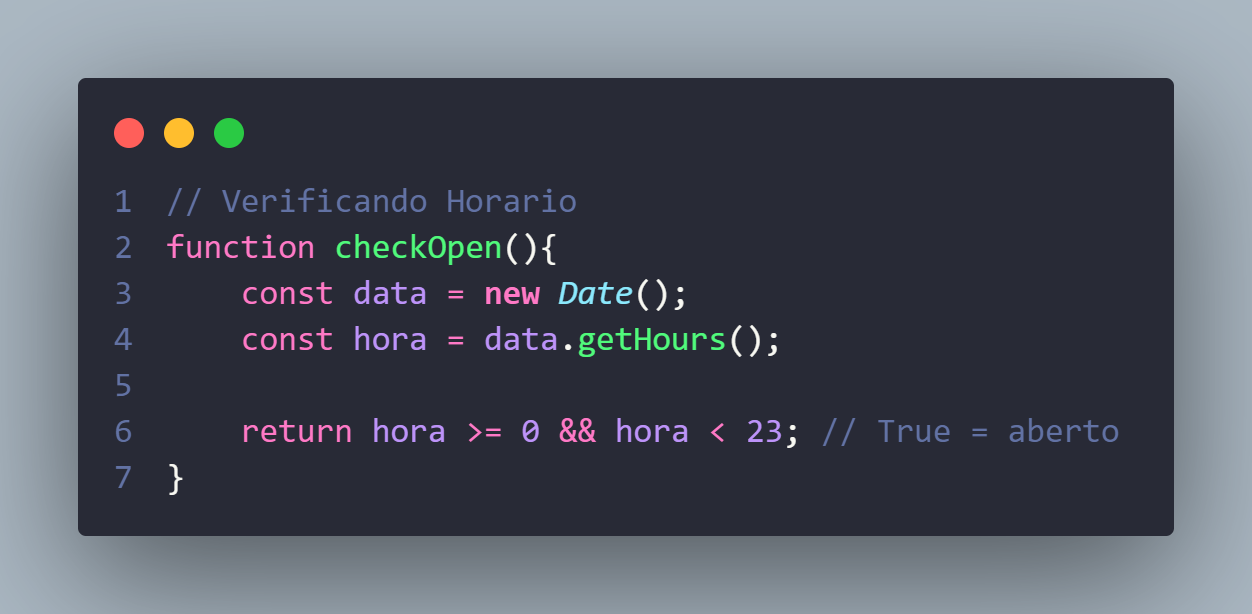 1 // Verificando Horario
2 function checkOpen(){
3     const data = new Date();
4     const hora = data.getHours();
5
6     return hora >= 0 && hora < 23; // True = aberto
7 }